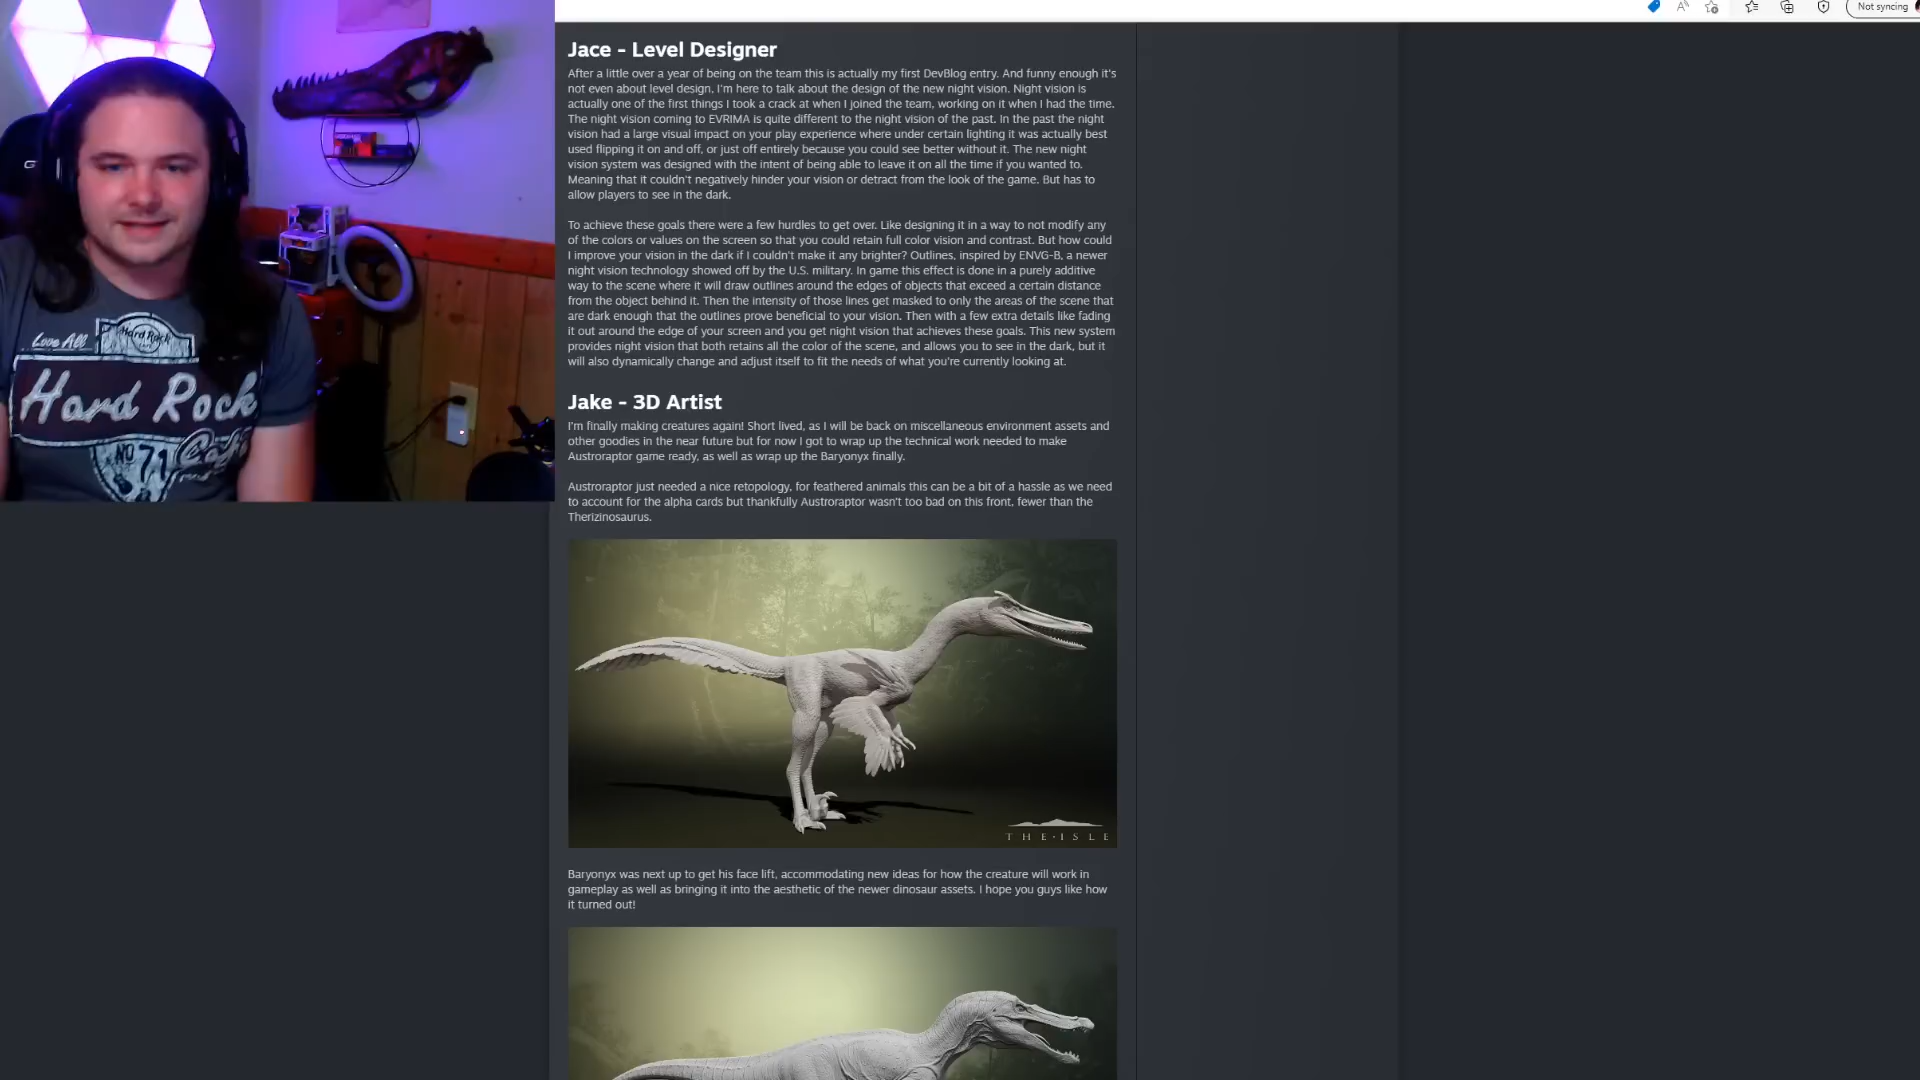 Not syncing
Jace - Level Designer
After a little over a year of being on the team this is actually my first DevBlog entry. And funny enough it's
not even about level design, I'm here to talk about the design of the new night vision. Night vision is
actually one of the first things I took a crack at when I joined the team, working on it when I had the time.
The night vision coming to EVRIMA is quite different to the night vision of the past. In the past the night
vision had a large visual impact on your play experience where under certain lighting it was actually best
used flipping it on and off, or just off entirely because you could see better without it. The new night
vision system was designed with the intent of being able to leave it on all the time if you wanted to.
Meaning that it couldn't negatively hinder your vision or detract from the look of the game. But has to
allow players to see in the dark.
To achieve these goals there were a few hurdles to get over. Like designing it in a way to not modify any
of the colors or values on the screen so that you could retain full color vision and contrast. But how could
I improve your vision in the dark if I couldn't make it any brighter? Outlines, inspired by ENVG-B, a newer
night vision technology showed off by the U.S. military. In game this effect is done in a purely additive
way to the scene where it will draw outlines around the edges of objects that exceed a certain distance
from the object behind it. Then the intensity of those lines get masked to only the areas of the scene that
are dark enough that the outlines prove beneficial to your vision. Then with a few extra details like fading
it out around the edge of your screen and you get night vision that achieves these goals. This new system
provides night vision that both retains all the color of the scene, and allows you to see in the dark, but it
will also dynamically change and adjust itself to fit the needs of what you're currently looking at.
Jake - 3D Artist
I'm finally making creatures again! Short lived, as I will be back on miscellaneous environment assets and
other goodies in the near future but for now I got to wrap up the technical work needed to make
Austroraptor game ready, as well as wrap up the Baryonyx finally.
Austroraptor just needed a nice retopology, for feathered animals this can be a bit of a hassle as we need
to account for the alpha cards but thankfully Austroraptor wasn't too bad on this front, fewer than the
Therizinosaurus.
THE·ISLE
Baryonyx was next up to get his face lift, accommodating new ideas for how the creature will work in
gameplay as well as bringing it into the aesthetic of the newer dinosaur assets. I hope you guys like how
it turned out!
Love All
Hard Rock
Hard Rock
Cafe
NO
71